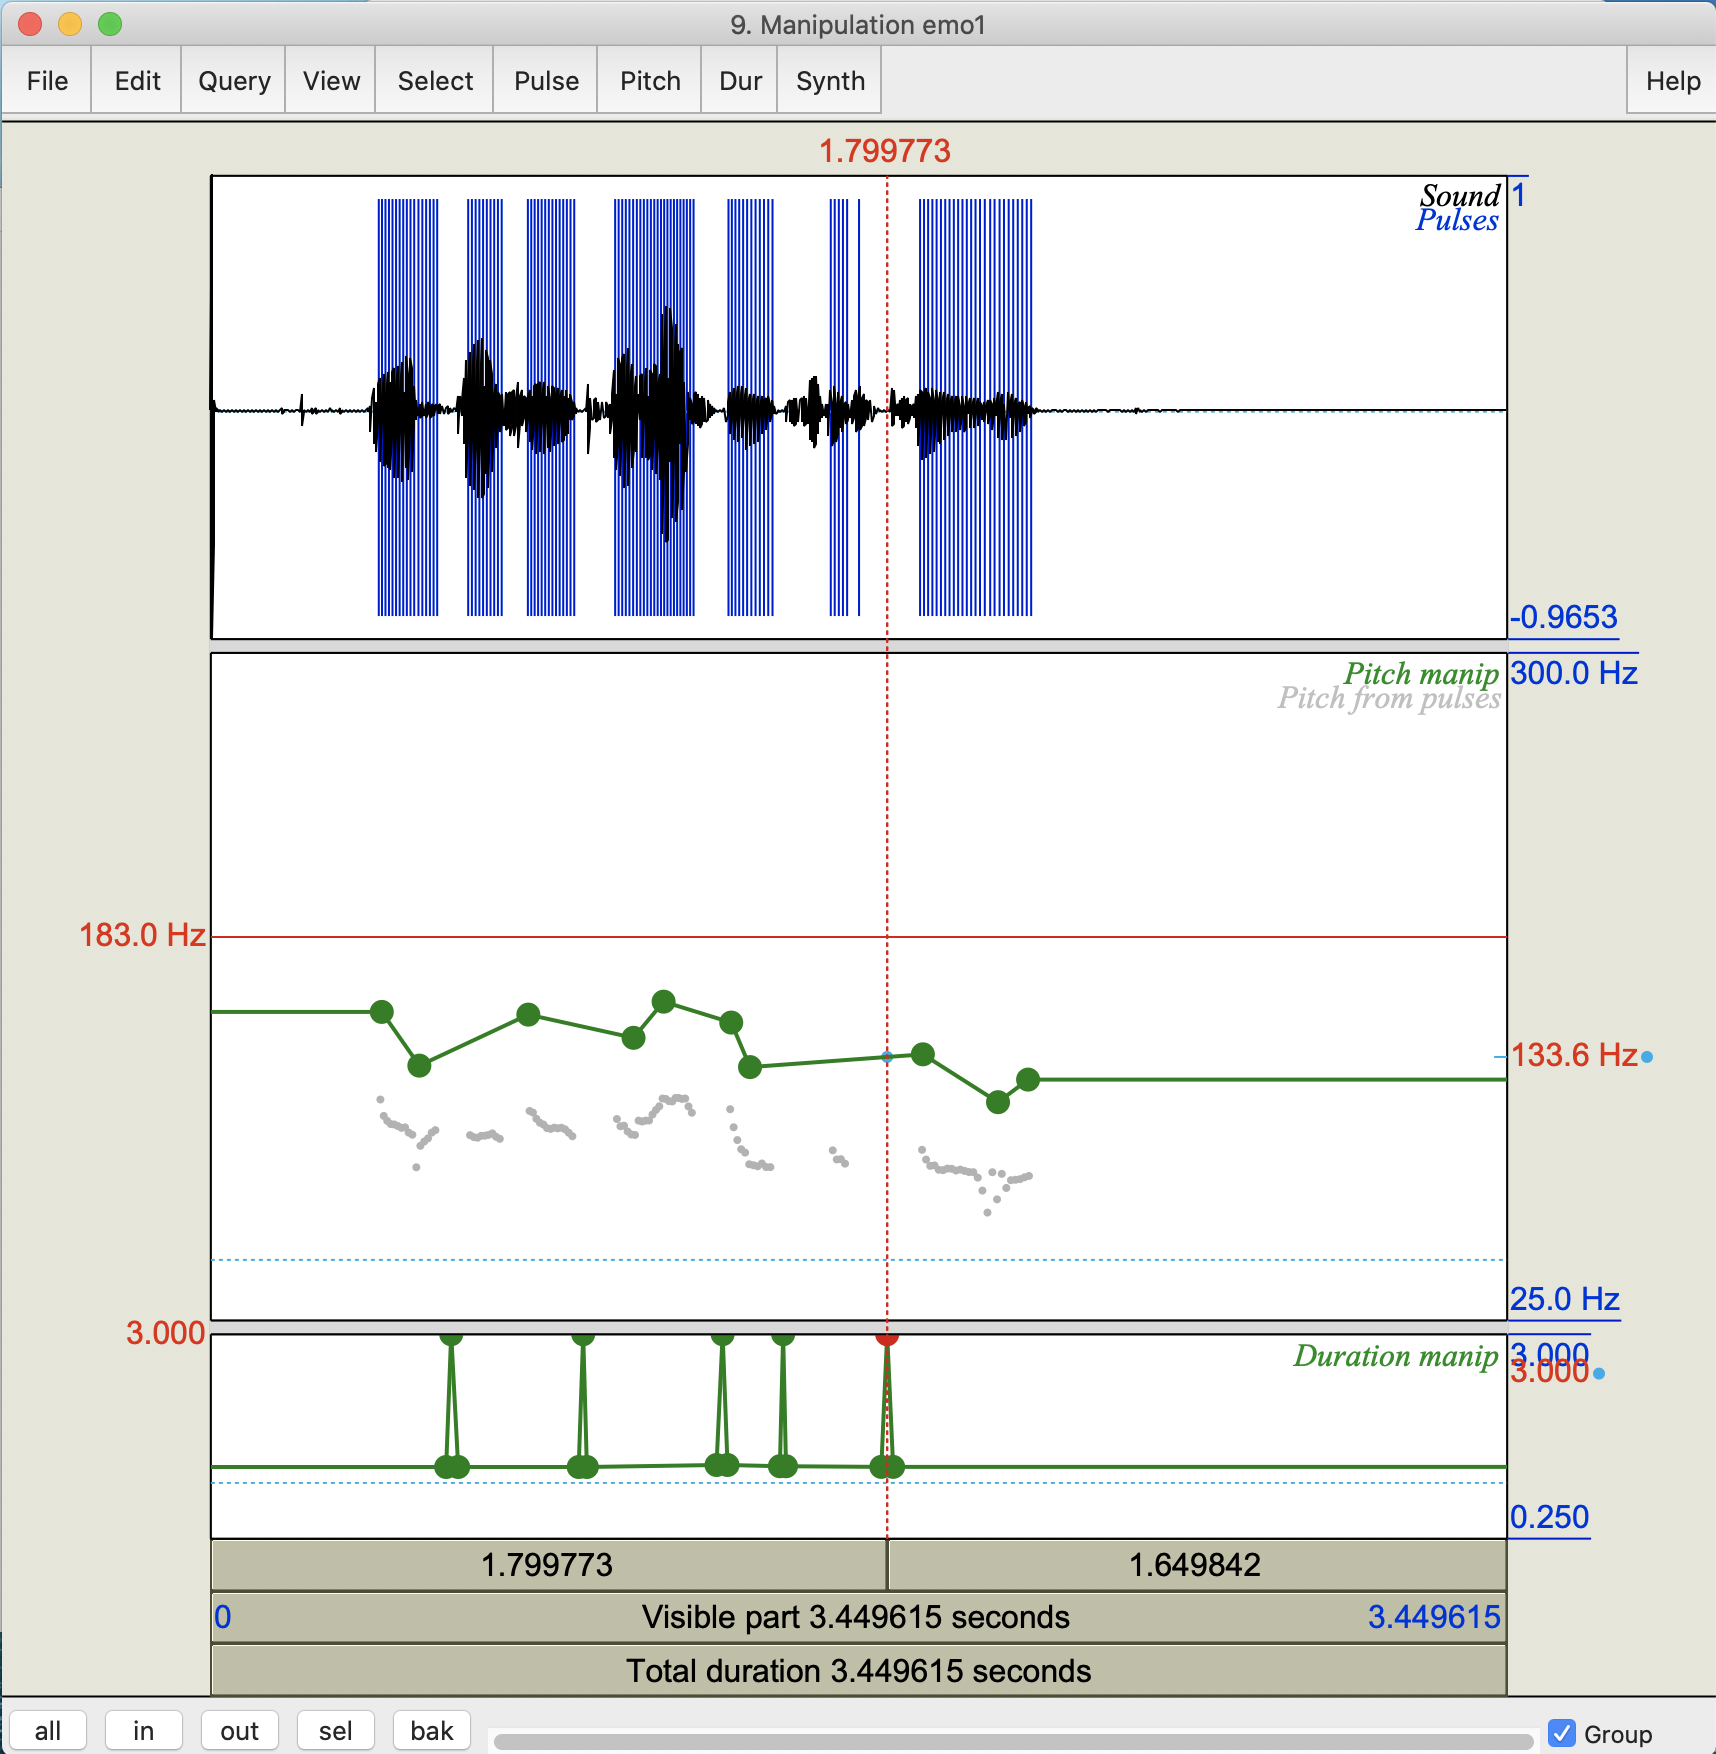 9. Manipulation emo1
File Edit Query View Select Pulse Pitch Dur Synth Help
1.799773
Sound
Pulses
1
-0.9653
Pitch manip
Pitch from pulses
300.0 Hz
183.0 Hz
133.6 Hz
25.0 Hz
3.000
Duration manip
3.000
3.000
0.250
1.799773 1.649842
0 Visible part 3.449615 seconds 3.449615
Total duration 3.449615 seconds
all in out sel bak Group